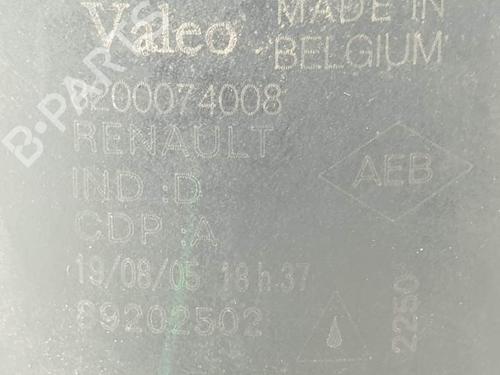 Valeo
MADE IN
BELGIUM
8200074008
RENAULT
AEB
IND :D
CDP :A
19/08/05 18 h.37
89202502
2250
B-PARTS